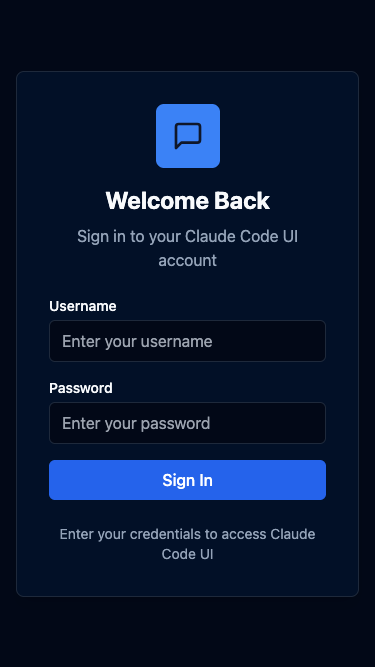 Welcome Back
Sign in to your Claude Code UI
account
Username
Enter your username
Password
Enter your password
Sign In
Enter your credentials to access Claude
Code UI